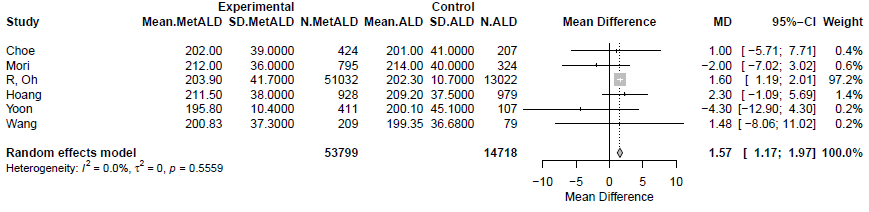 Experimental Control
Mean.MetALD SD.MetALD N.MetALD Mean.ALD SD.ALD N.ALD Mean Difference MD 95%-CI Weight
Choe 202.00 39.0000 424 201.00 41.0000 207 1.00 [ -5.71; 7.71] 0.4%
Mori 212.00 36.0000 795 214.00 40.0000 324 -2.00 [ -7.02; 3.02] 0.6%
R, Oh 203.90 41.7000 51032 202.30 10.7000 13022 1.60 [ 1.19; 2.01] 97.2%
Hoang 211.50 38.0000 928 209.20 37.5000 979 2.30 [ -1.09; 5.69] 1.4%
Yoon 195.80 10.4000 411 200.10 45.1000 107 -4.30 [-12.90; 4.30] 0.2%
Wang 200.83 37.3000 209 199.35 36.6800 79 1.48 [ -8.06; 11.02] 0.2%
Random effects model 53799 14718 1.57 [ 1.17; 1.97] 100.0%
Heterogeneity: I² = 0.0%, τ² = 0, p = 0.5559
-10 -5 0 5 10
Mean Difference